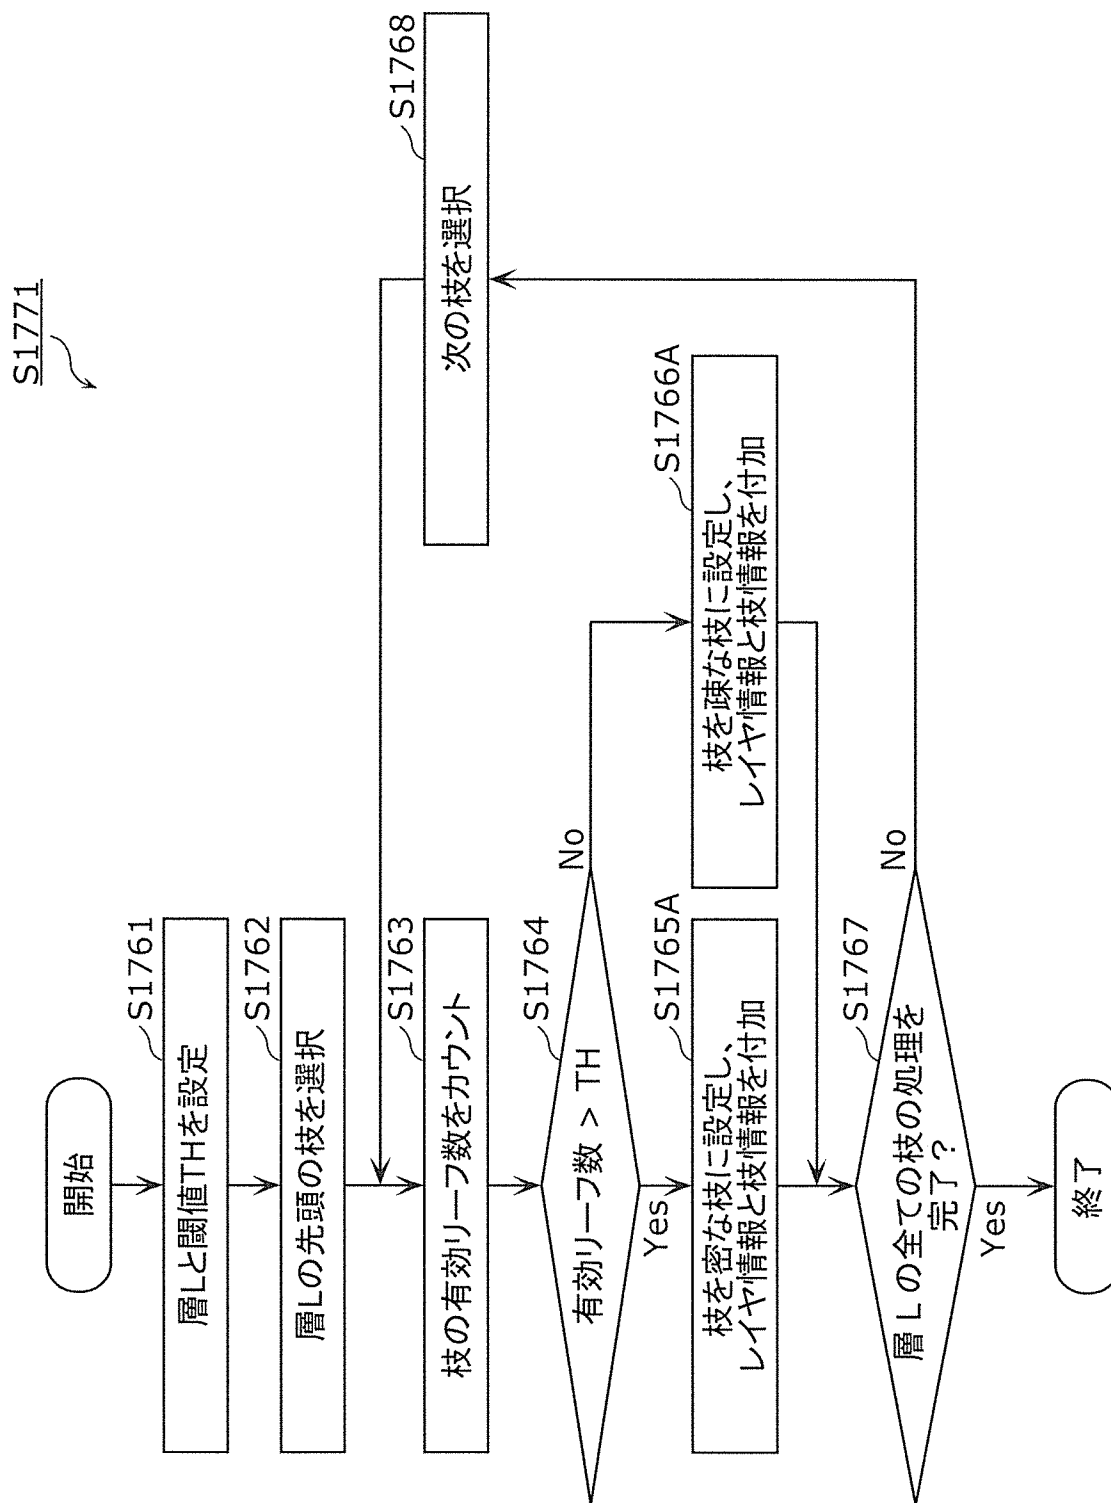 S1771
開始
S1761
層Lと閾値THを設定
S1762
層Lの先頭の枝を選択
S1768
次の枝を選択
S1763
枝の有効リーフ数をカウント
S1764
有効リーフ数 > TH
No
Yes
S1765A
枝を密な枝に設定し、
レイヤ情報と枝情報を付加
S1766A
枝を疎な枝に設定し、
レイヤ情報と枝情報を付加
S1767
層Lの全ての枝の処理を
完了?
No
Yes
終了